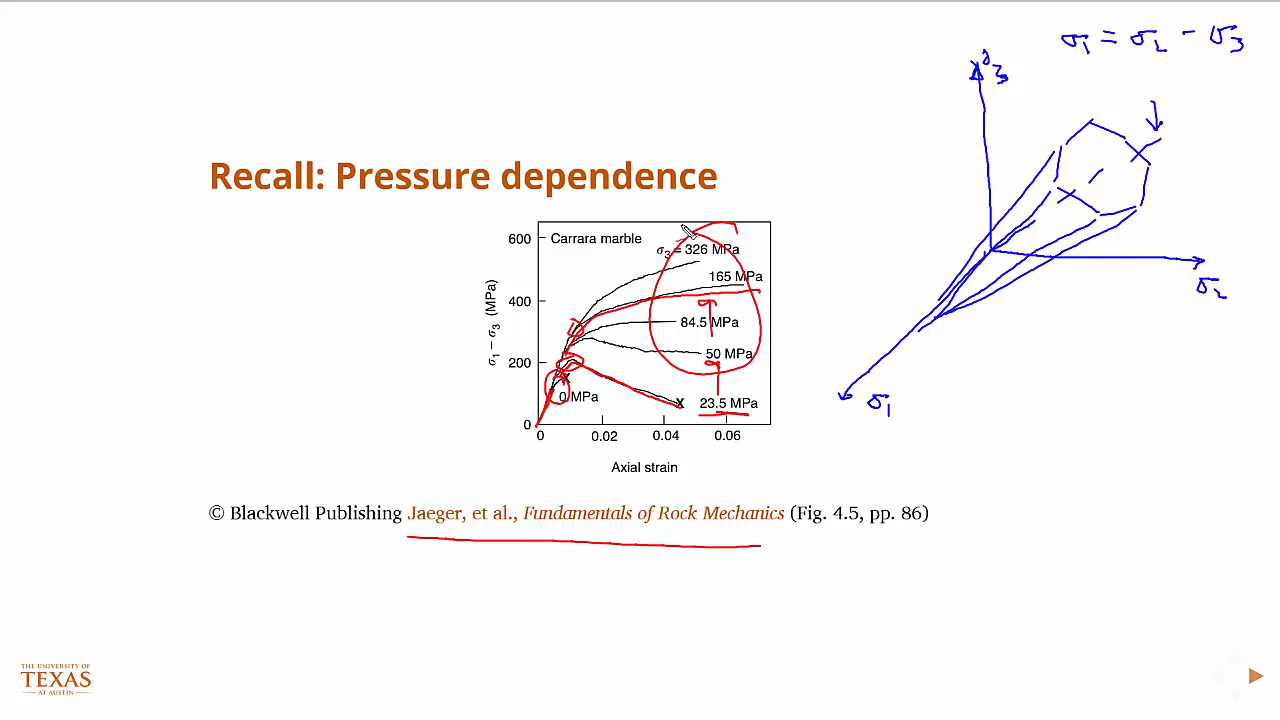 σ1 = σ2 - σ3
σ3
Recall: Pressure dependence
600
Carrara marble
σ3 = 326 MPa
165 MPa
400
σ1 − σ3 (MPa)
84.5 MPa
50 MPa
200
0 MPa
23.5 MPa
0
0 0.02 0.04 0.06
Axial strain
σ2
σ1
© Blackwell Publishing Jaeger, et al., Fundamentals of Rock Mechanics (Fig. 4.5, pp. 86)
THE UNIVERSITY OF
TEXAS
AT AUSTIN